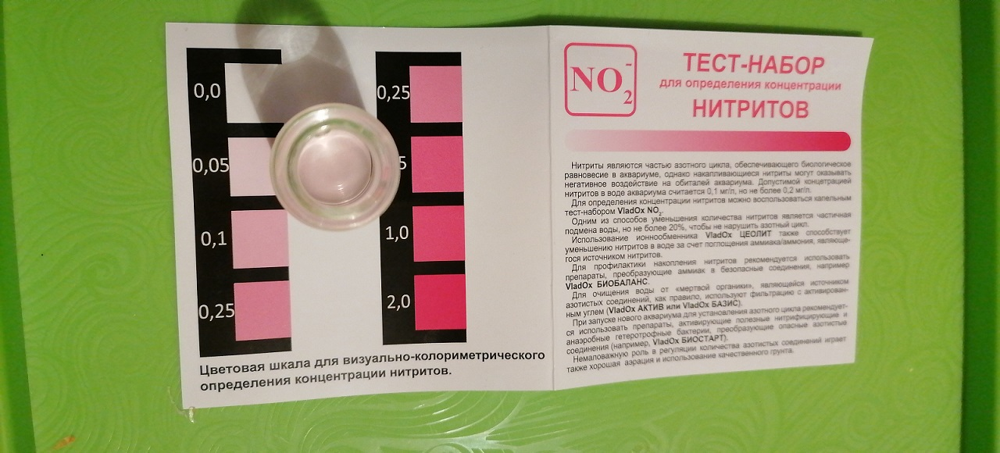 0,0
0,05
0,1
0,25
0,25
5
1,0
2,0
Цветовая шкала для визуально-колориметрического
определения концентрации нитритов.
NO2-
ТЕСТ-НАБОР
для определения концентрации
НИТРИТОВ
Нитриты являются частью азотного цикла, обеспечивающего биологическое
равновесие в аквариуме, однако накапливающиеся нитриты могут оказывать
негативное воздействие на обитателей аквариума. Допустимой концетрацией
нитритов в воде аквариума считается 0,1 мг/л, но не более 0,2 мг/л.
Для определения концентрации нитритов можно воспользоваться капельным
тест-набором VladOx NO2.
Одним из способов уменьшения количества нитритов является частичная
подмена воды, но не более 20%, чтобы не нарушить азотный цикл.
Использование ионнообменника VladOx ЦЕОЛИТ также способствует
уменьшению нитритов в воде за счет поглощения аммиака/аммония, являюще-
гося источником нитритов.
Для профилактики накопления нитритов рекомендуется использовать
препараты, преобразующие аммиак в безопасные соединения, например
VladOx БИОБАЛАНС.
Для очищения воды от «мертвой органики», являющейся источником
азотистых соединений, как правило, используют фильтрацию с активирован-
ным углем (VladOx АКТИВ или VladOx БАЗИС).
При запуске нового аквариума для установления азотного цикла рекомендует-
ся использовать препараты, активирующие полезные нитрифицирующие и
анаэробные гетеротрофные бактерии, преобразующие опасные азотистые
соединения (например, VladOx БИОСТАРТ).
Немаловажную роль в регуляции количества азотистых соединений играет
также хорошая аэрация и использование качественного грунта.